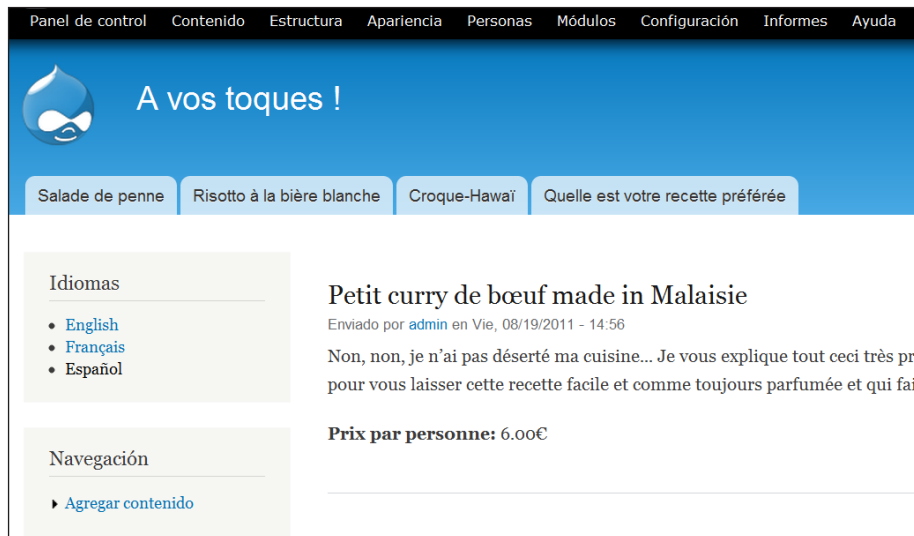 Panel de control Contenido Estructura Apariencia Personas Módulos Configuración Informes Ayuda
A vos toques !
Salade de penne Risotto à la bière blanche Croque-Hawaï Quelle est votre recette préférée
Idiomas
English
Français
Español
Navegación
Agregar contenido
Petit curry de bœuf made in Malaisie
Enviado por admin en Vie, 08/19/2011 - 14:56
Non, non, je n'ai pas déserté ma cuisine... Je vous explique tout ceci très pr
pour vous laisser cette recette facile et comme toujours parfumée et qui fai
Prix par personne: 6.00€